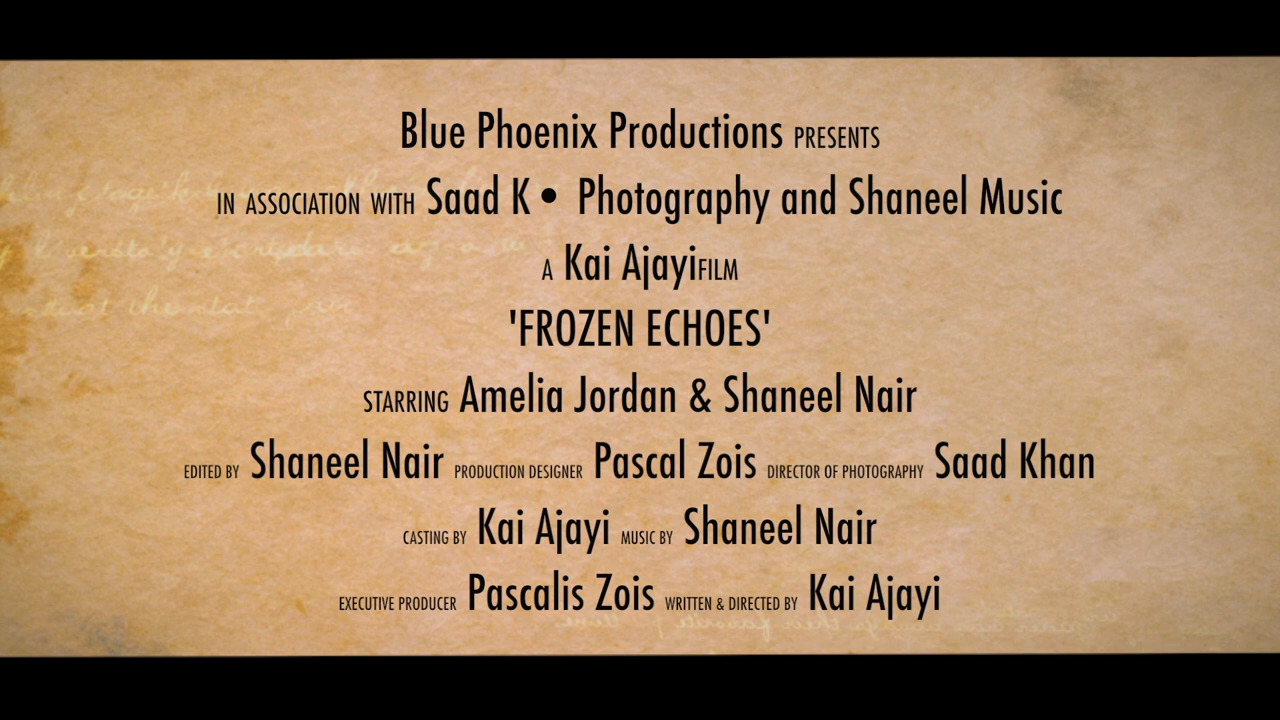 Blue Phoenix Productions PRESENTS
IN ASSOCIATION WITH Saad K• Photography and Shaneel Music
A Kai AjayiFILM
'FROZEN ECHOES'
STARRING Amelia Jordan & Shaneel Nair
EDITED BY Shaneel Nair PRODUCTION DESIGNER Pascal Zois DIRECTOR OF PHOTOGRAPHY Saad Khan
CASTING BY Kai Ajayi MUSIC BY Shaneel Nair
EXECUTIVE PRODUCER Pascalis Zois WRITTEN & DIRECTED BY Kai Ajayi